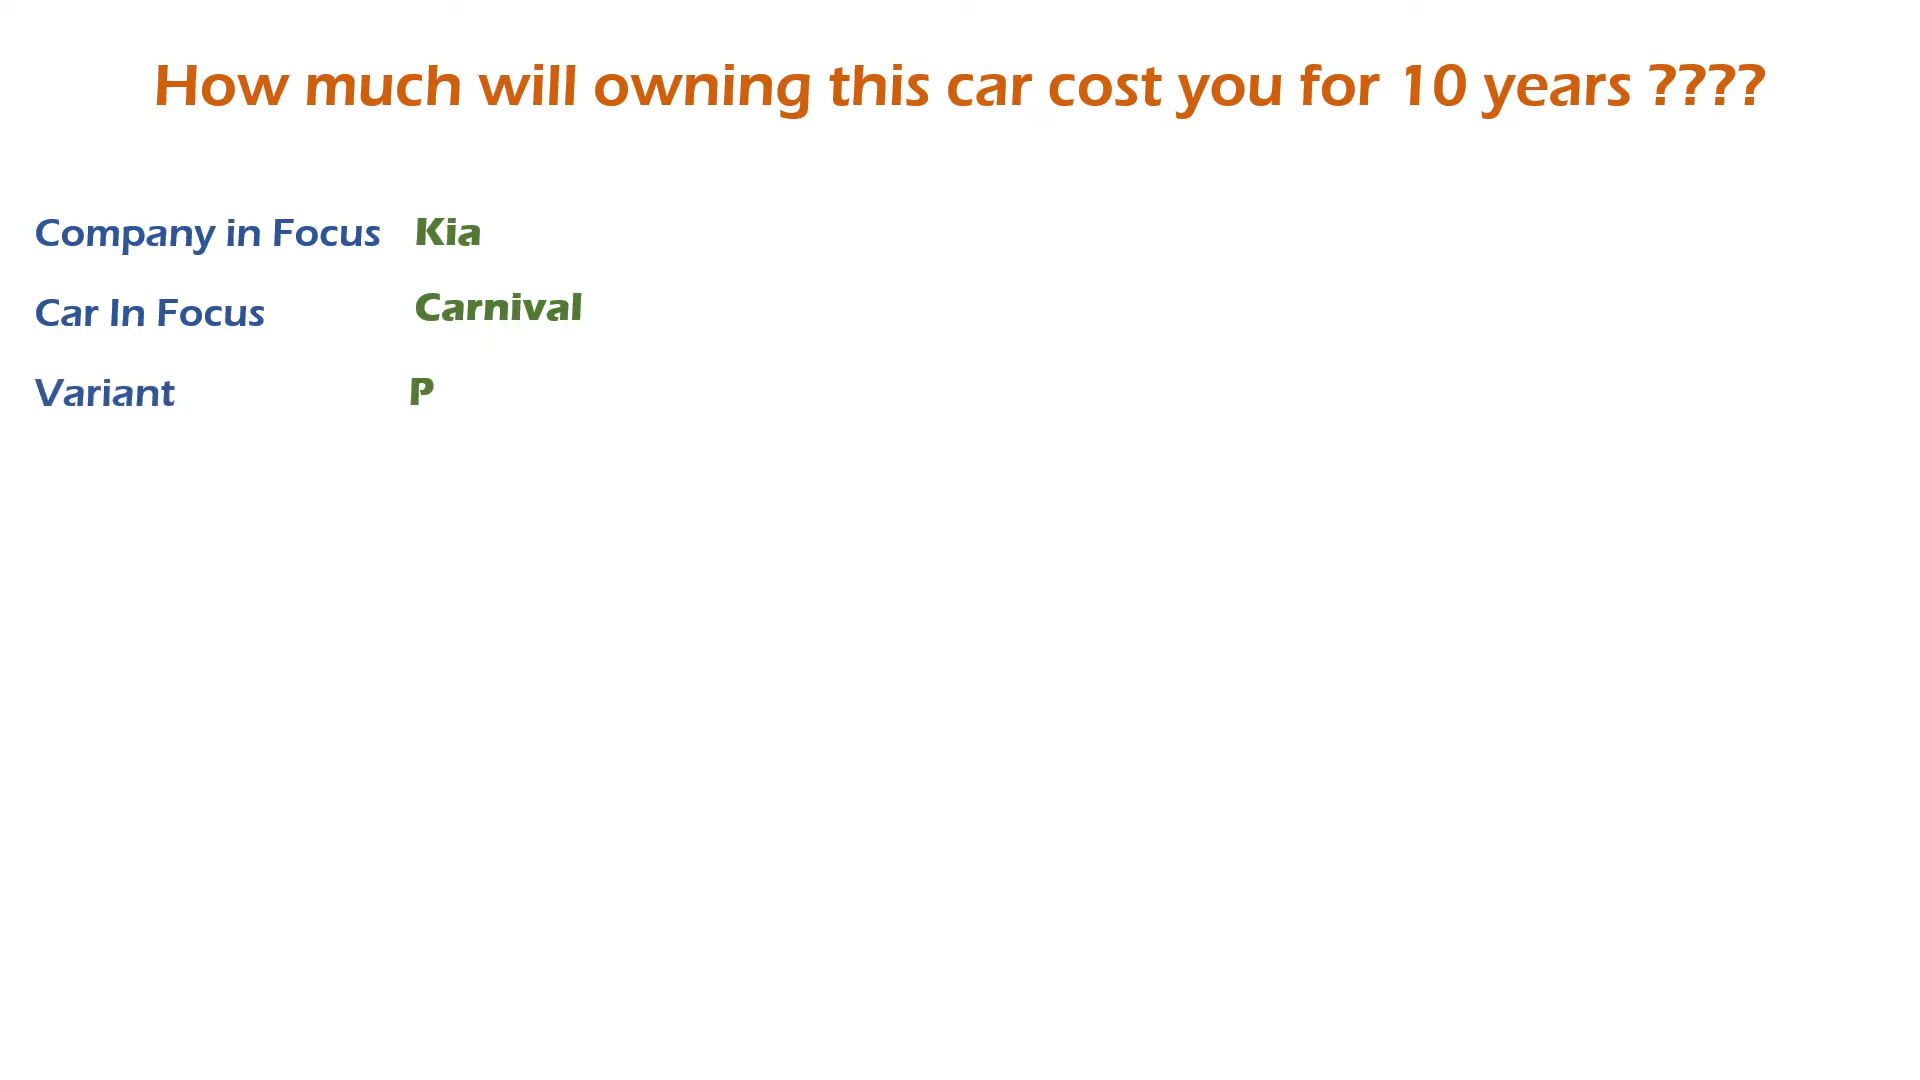 How much will owning this car cost you for 10 years ????
Company in Focus Kia
Car In Focus Carnival
Variant P